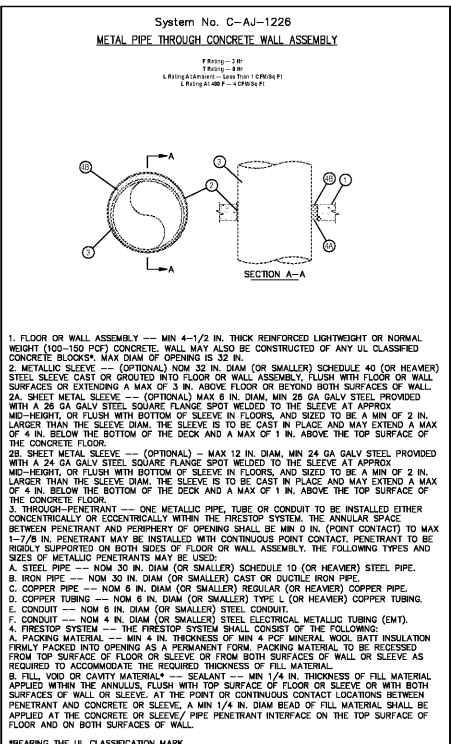 System No. C-AJ-1226
METAL PIPE THROUGH CONCRETE WALL ASSEMBLY
F Rating — 3 Hr
T Rating — 0 Hr
L Rating At Ambient — Less Than 1 CFM/Sq Ft
L Rating At 400 F — 4 CFM/Sq Ft
A
4B
3
2
3
A
4B
1
4A
SECTION A-A
1. FLOOR OR WALL ASSEMBLY -- MIN 4-1/2 IN. THICK REINFORCED LIGHTWEIGHT OR NORMAL
WEIGHT (100-150 PCF) CONCRETE. WALL MAY ALSO BE CONSTRUCTED OF ANY UL CLASSIFIED
CONCRETE BLOCKS*. MAX DIAM OF OPENING IS 32 IN.
2. METALLIC SLEEVE -- (OPTIONAL) NOM 32 IN. DIAM (OR SMALLER) SCHEDULE 40 (OR HEAVIER)
STEEL SLEEVE CAST OR GROUTED INTO FLOOR OR WALL ASSEMBLY, FLUSH WITH FLOOR OR WALL
SURFACES OR EXTENDING A MAX OF 3 IN. ABOVE FLOOR OR BEYOND BOTH SURFACES OF WALL.
2A. SHEET METAL SLEEVE -- (OPTIONAL) MAX 6 IN. DIAM, MIN 26 GA GALV STEEL PROVIDED
WITH A 26 GA GALV STEEL SQUARE FLANGE SPOT WELDED TO THE SLEEVE AT APPROX
MID-HEIGHT, OR FLUSH WITH BOTTOM OF SLEEVE IN FLOORS, AND SIZED TO BE A MIN OF 2 IN.
LARGER THAN THE SLEEVE DIAM. THE SLEEVE IS TO BE CAST IN PLACE AND MAY EXTEND A MAX
OF 4 IN. BELOW THE BOTTOM OF THE DECK AND A MAX OF 1 IN. ABOVE THE TOP SURFACE OF
THE CONCRETE FLOOR.
2B. SHEET METAL SLEEVE -- (OPTIONAL) - MAX 12 IN. DIAM, MIN 24 GA GALV STEEL PROVIDED
WITH A 24 GA GALV STEEL SQUARE FLANGE SPOT WELDED TO THE SLEEVE AT APPROX
MID-HEIGHT, OR FLUSH WITH BOTTOM OF SLEEVE IN FLOORS, AND SIZED TO BE A MIN OF 2 IN.
LARGER THAN THE SLEEVE DIAM. THE SLEEVE IS TO BE CAST IN PLACE AND MAY EXTEND A MAX
OF 4 IN. BELOW THE BOTTOM OF THE DECK AND A MAX OF 1 IN. ABOVE THE TOP SURFACE OF
THE CONCRETE FLOOR.
3. THROUGH-PENETRANT -- ONE METALLIC PIPE, TUBE OR CONDUIT TO BE INSTALLED EITHER
CONCENTRICALLY OR ECCENTRICALLY WITHIN THE FIRESTOP SYSTEM. THE ANNULAR SPACE
BETWEEN PENETRANT AND PERIPHERY OF OPENING SHALL BE MIN 0 IN. (POINT CONTACT) TO MAX
1-7/8 IN. PENETRANT MAY BE INSTALLED WITH CONTINUOUS POINT CONTACT. PENETRANT TO BE
RIGIDLY SUPPORTED ON BOTH SIDES OF FLOOR OR WALL ASSEMBLY. THE FOLLOWING TYPES AND
SIZES OF METALLIC PENETRANTS MAY BE USED:
A. STEEL PIPE -- NOM 30 IN. DIAM (OR SMALLER) SCHEDULE 10 (OR HEAVIER) STEEL PIPE.
B. IRON PIPE -- NOM 30 IN. DIAM (OR SMALLER) CAST OR DUCTILE IRON PIPE.
C. COPPER PIPE -- NOM 6 IN. DIAM (OR SMALLER) REGULAR (OR HEAVIER) COPPER PIPE.
D. COPPER TUBING -- NOM 6 IN. DIAM (OR SMALLER) TYPE L (OR HEAVIER) COPPER TUBING.
E. CONDUIT -- NOM 6 IN. DIAM (OR SMALLER) STEEL CONDUIT.
F. CONDUIT -- NOM 4 IN. DIAM (OR SMALLER) STEEL ELECTRICAL METALLIC TUBING (EMT).
4. FIRESTOP SYSTEM -- THE FIRESTOP SYSTEM SHALL CONSIST OF THE FOLLOWING:
A. PACKING MATERIAL -- MIN 4 IN. THICKNESS OF MIN 4 PCF MINERAL WOOL BATT INSULATION
FIRMLY PACKED INTO OPENING AS A PERMANENT FORM. PACKING MATERIAL TO BE RECESSED
FROM TOP SURFACE OF FLOOR OR SLEEVE OR FROM BOTH SURFACES OF WALL OR SLEEVE AS
REQUIRED TO ACCOMMODATE THE REQUIRED THICKNESS OF FILL MATERIAL.
B. FILL, VOID OR CAVITY MATERIAL* -- SEALANT -- MIN 1/4 IN. THICKNESS OF FILL MATERIAL
APPLIED WITHIN THE ANNULUS, FLUSH WITH TOP SURFACE OF FLOOR OR SLEEVE OR WITH BOTH
SURFACES OF WALL OR SLEEVE. AT THE POINT OR CONTINUOUS CONTACT LOCATIONS BETWEEN
PENETRANT AND CONCRETE OR SLEEVE, A MIN 1/4 IN. DIAM BEAD OF FILL MATERIAL SHALL BE
APPLIED AT THE CONCRETE OR SLEEVE/ PIPE PENETRANT INTERFACE ON THE TOP SURFACE OF
FLOOR AND ON BOTH SURFACES OF WALL.
*BEARING THE UL CLASSIFICATION MARK